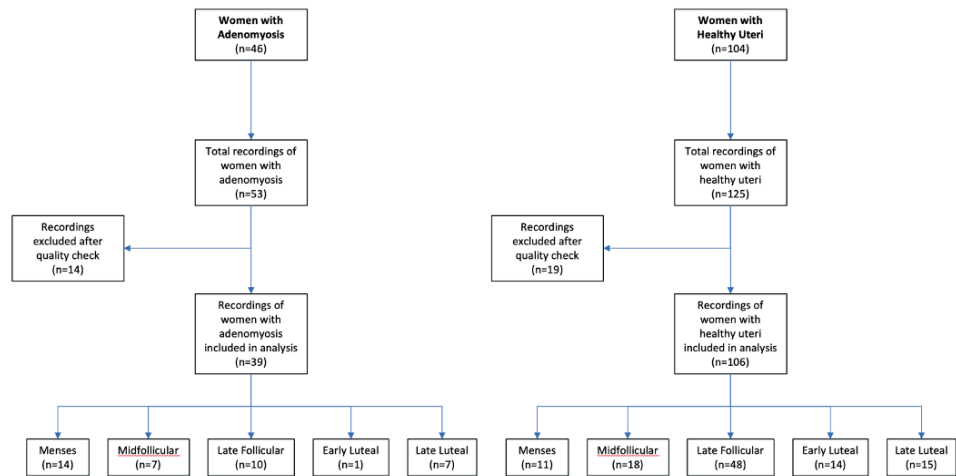 Women with
Adenomyosis
(n=46)
Women with
Healthy Uteri
(n=104)
Total recordings of
women with
adenomyosis
(n=53)
Total recordings of
women with
healthy uteri
(n=125)
Recordings
excluded after
quality check
(n=14)
Recordings
excluded after
quality check
(n=19)
Recordings of
women with
adenomyosis
included in analysis
(n=39)
Recordings of
women with
healthy uteri
included in analysis
(n=106)
Menses
(n=14)
Midfollicular
(n=7)
Late Follicular
(n=10)
Early Luteal
(n=1)
Late Luteal
(n=7)
Menses
(n=11)
Midfollicular
(n=18)
Late Follicular
(n=48)
Early Luteal
(n=14)
Late Luteal
(n=15)